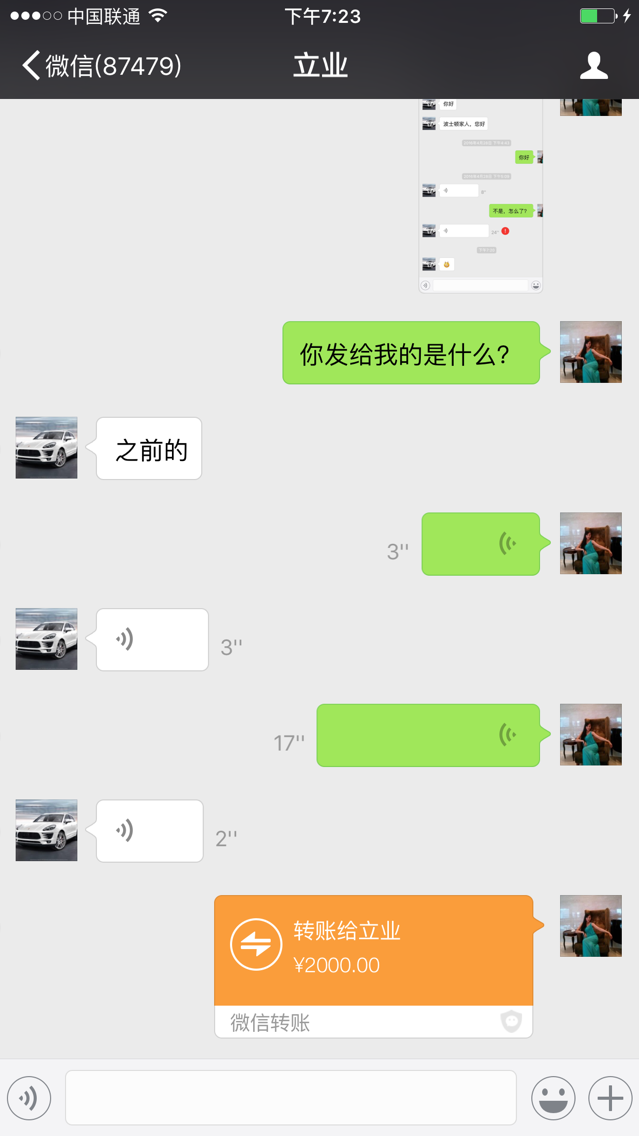 中国联通
下午7:23
微信(87479)
立业
你好
波士顿家人，您好
你好
不是，怎么了？
你发给我的是什么?
之前的
3''
3''
17''
2''
转账给立业
¥2000.00
微信转账